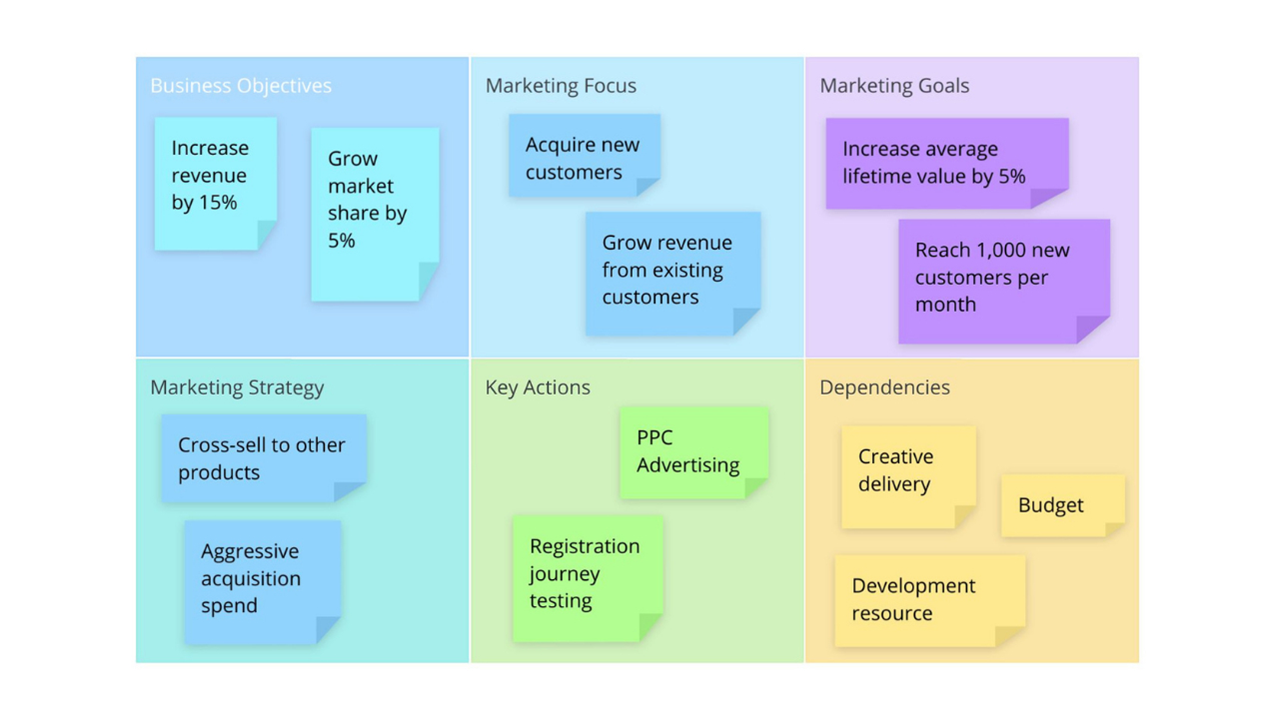 Business Objectives
Increase
revenue
by 15%
Grow
market
share by
5%
Marketing Focus
Acquire new
customers
Grow revenue
from existing
customers
Marketing Goals
Increase average
lifetime value by 5%
Reach 1,000 new
customers per
month
Marketing Strategy
Cross-sell to other
products
Aggressive
acquisition
spend
Key Actions
PPC
Advertising
Registration
journey
testing
Dependencies
Creative
delivery
Budget
Development
resource